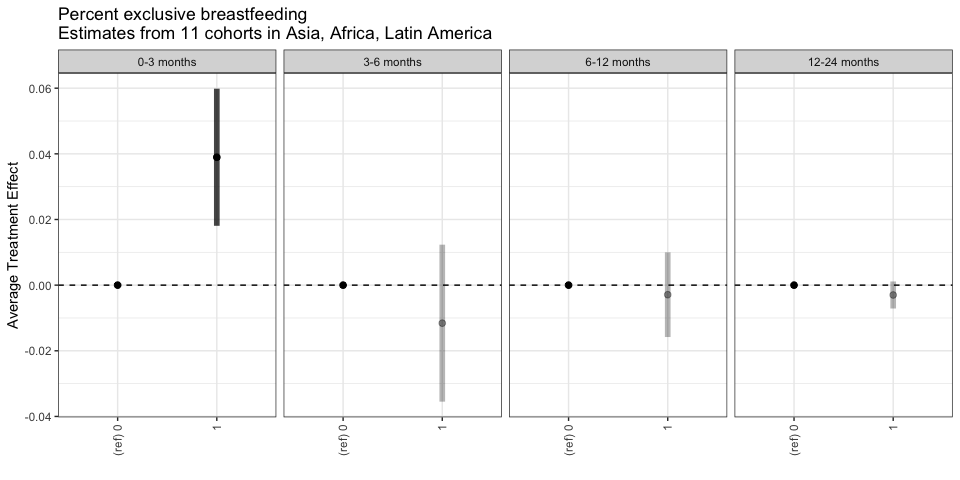 Percent exclusive breastfeeding
Estimates from 11 cohorts in Asia, Africa, Latin America
0-3 months
3-6 months
6-12 months
12-24 months
Average Treatment Effect
0.06
0.04
0.02
0.00
-0.02
-0.04
(ref) 0
1
(ref) 0
1
(ref) 0
1
(ref) 0
1